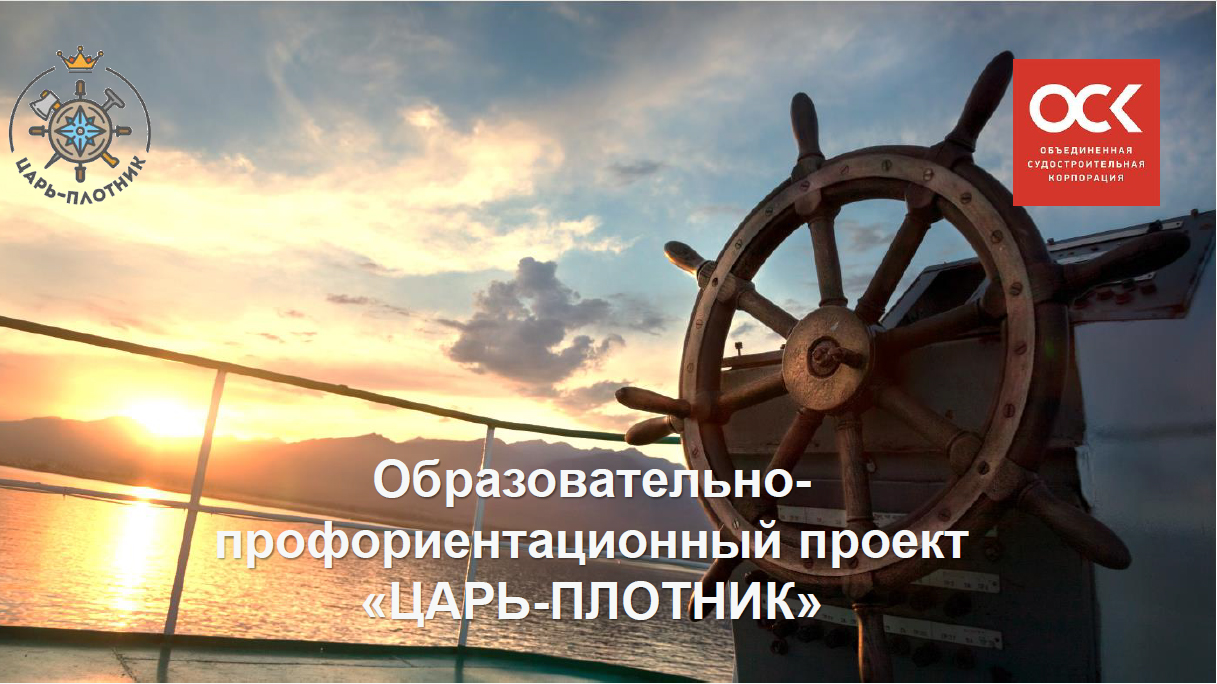 ЦАРЬ-ПЛОТНИК
ОСК
ОБЪЕДИНЕННАЯ
СУДОСТРОИТЕЛЬНАЯ
КОРПОРАЦИЯ
Образовательно-
профориентационный проект
«ЦАРЬ-ПЛОТНИК»